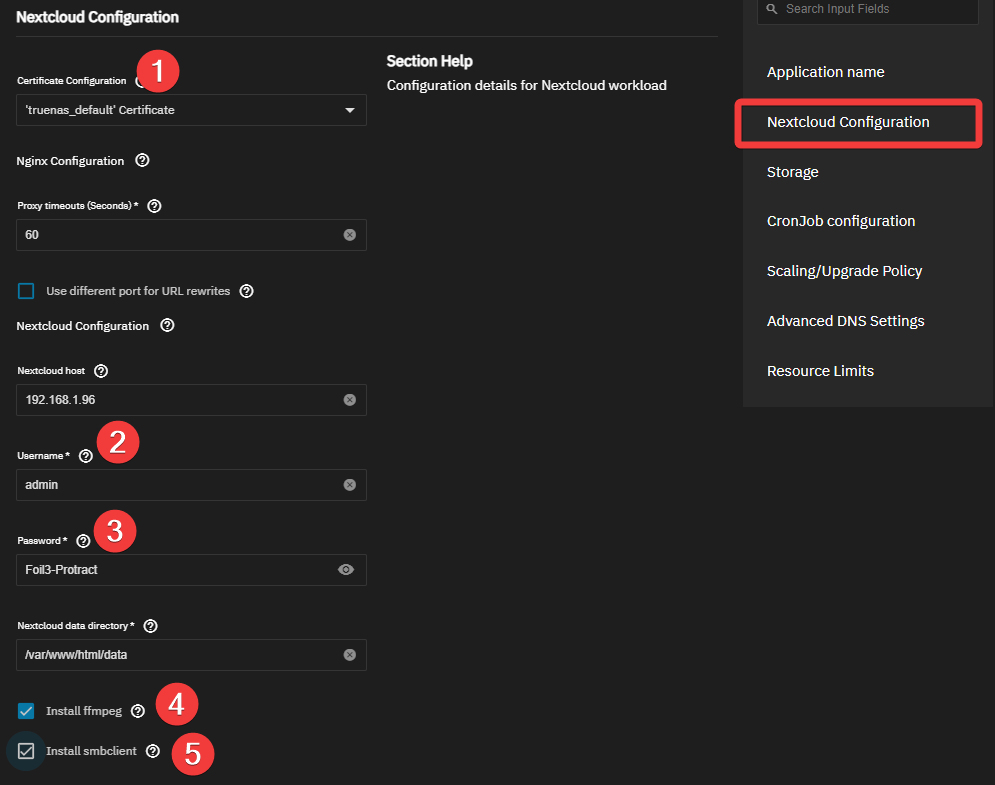 Nextcloud Configuration
Certificate Configuration
1
'truenas_default' Certificate
Nginx Configuration
Proxy timeouts (Seconds) *
60
Use different port for URL rewrites
Nextcloud Configuration
Nextcloud host
192.168.1.96
Username *
2
admin
Password *
3
Foil3-Protract
Nextcloud data directory *
/var/www/html/data
Install ffmpeg
4
Install smbclient
5
Section Help
Configuration details for Nextcloud workload
Search Input Fields
Application name
Nextcloud Configuration
Storage
CronJob configuration
Scaling/Upgrade Policy
Advanced DNS Settings
Resource Limits